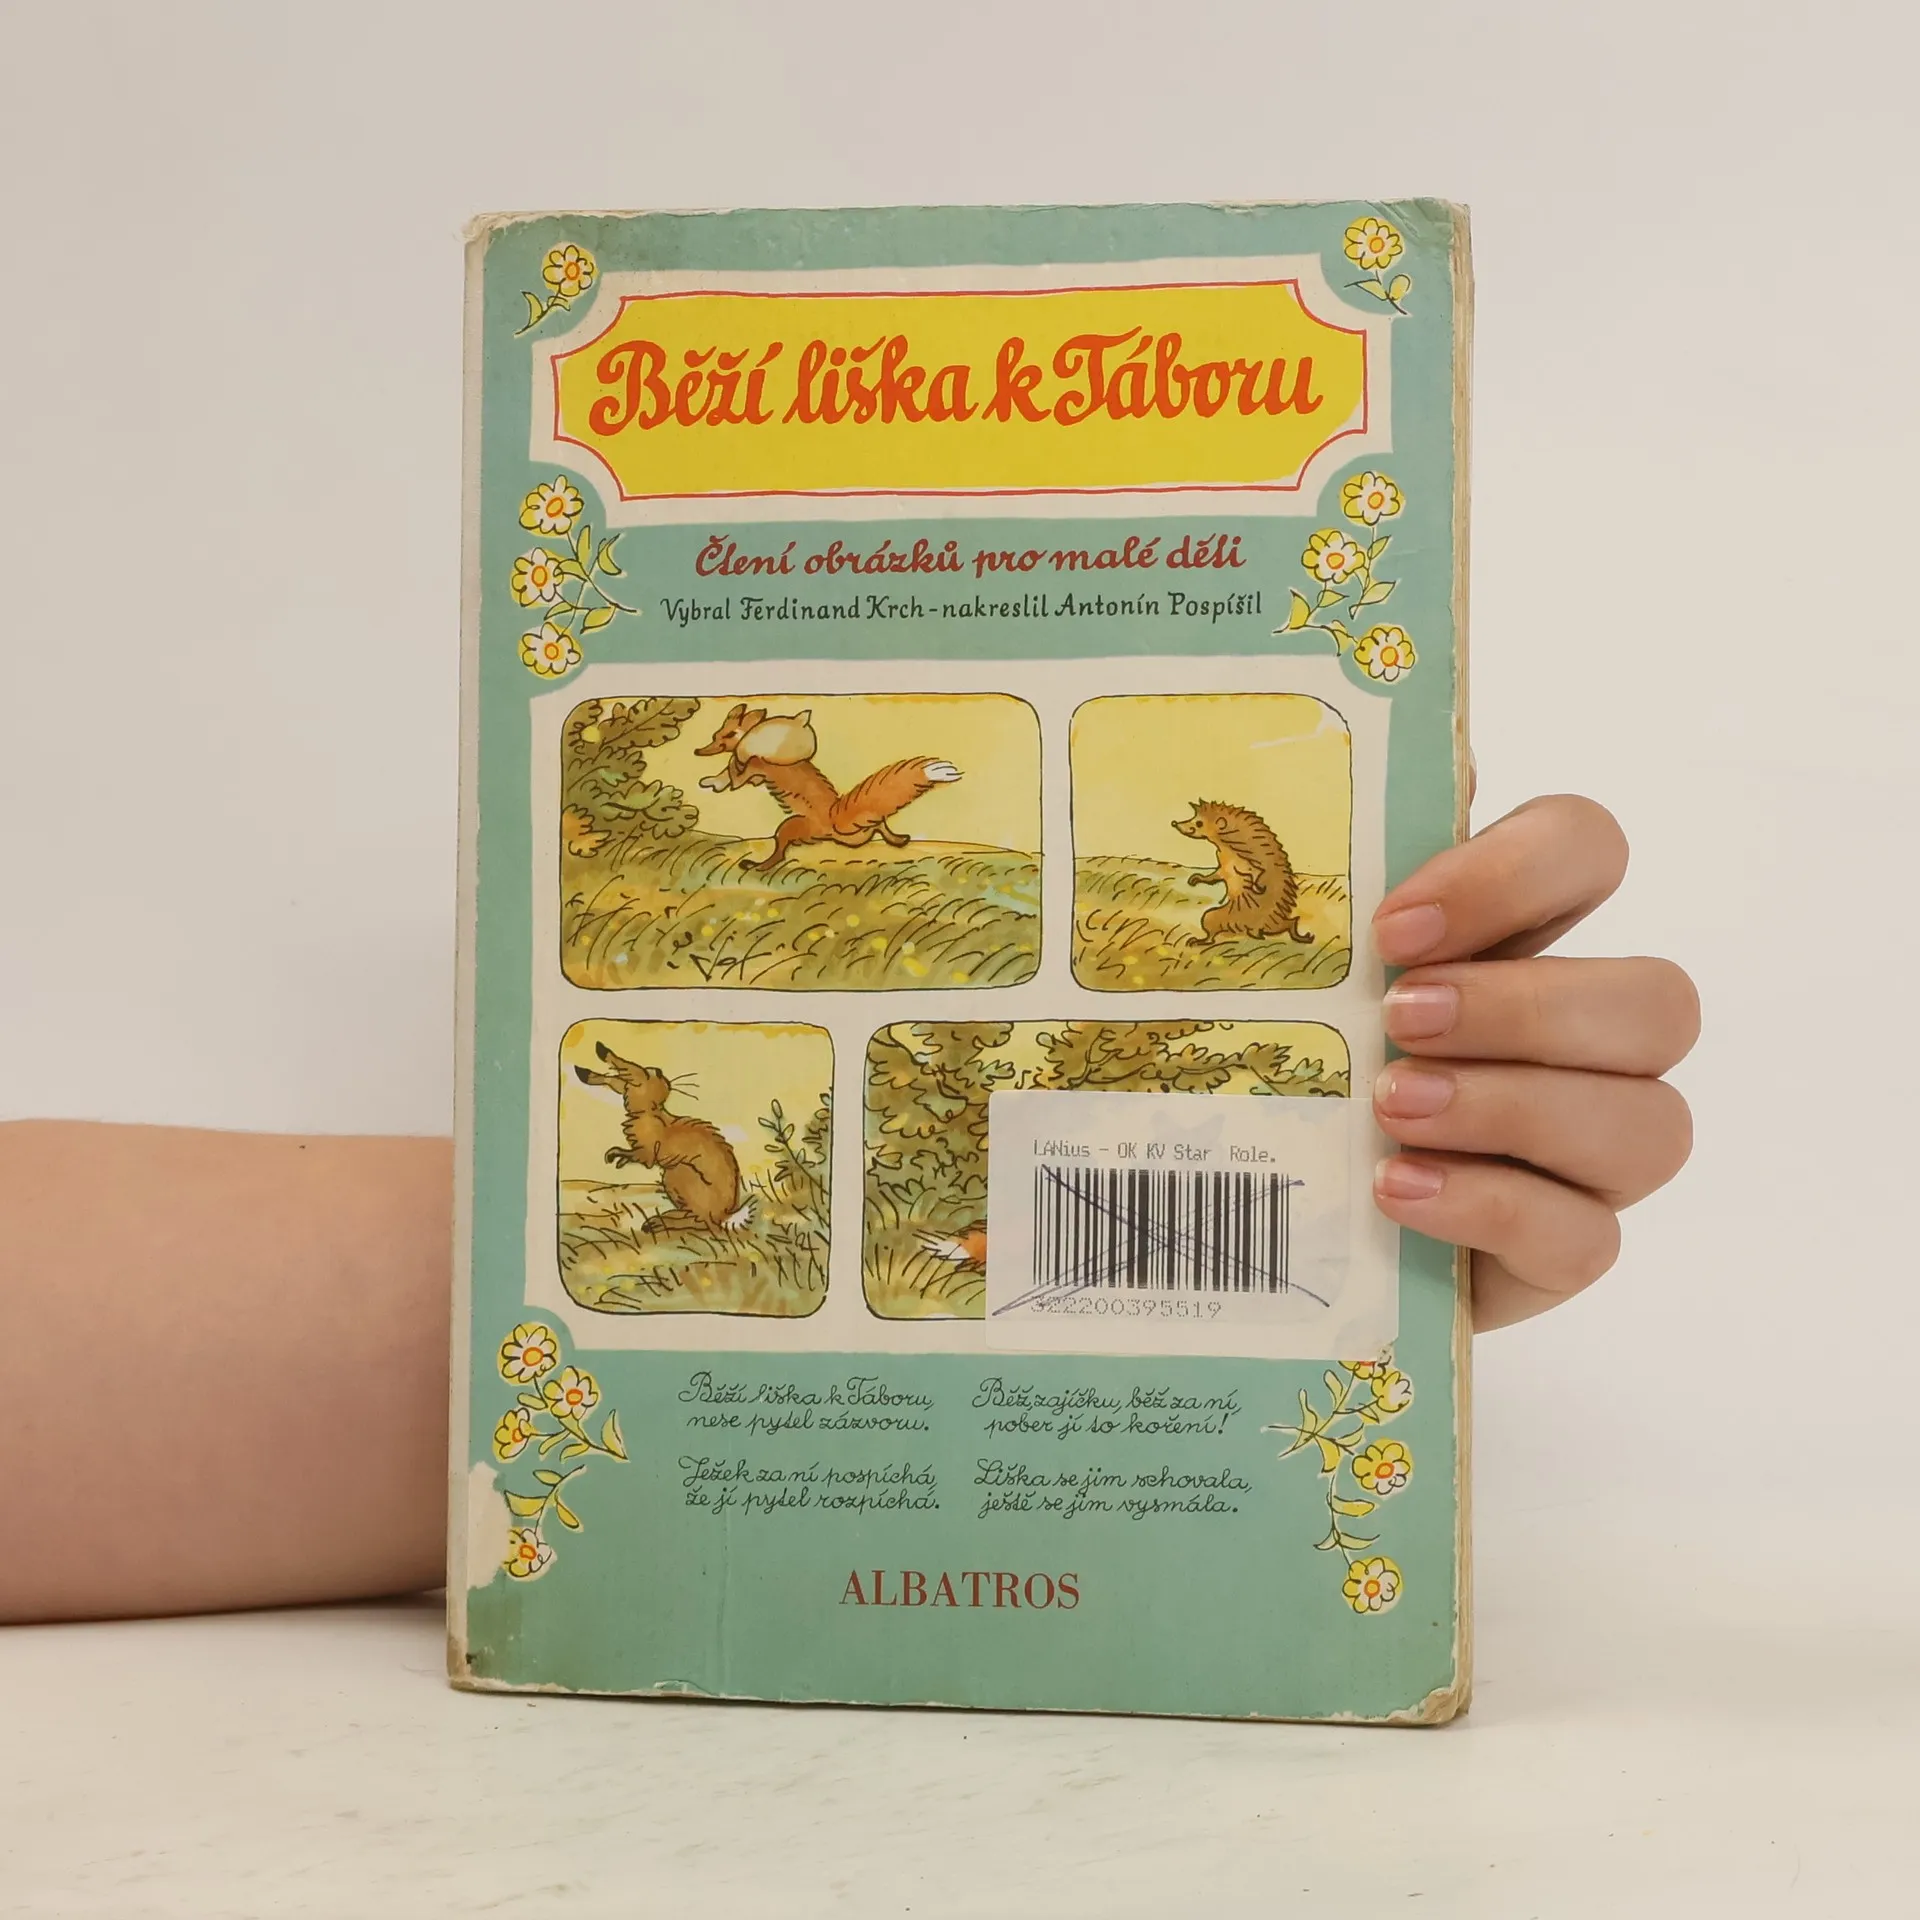 Běží liška k Táboru
Čtení obrázků pro malé děti
Vybral Ferdinand Krch - nakreslil Antonín Pospíšil
LANius - OK KV Star Role.
322200395519
Běží liška k Táboru,
nese pytel zázvoru.
Ježek za ní pospíchá,
že jí pytel rozpíchá.
Běž, zajíčku, běž za ní,
pober jí to koření!
Liška se jim schovala,
ještě se jim vysmála.
ALBATROS